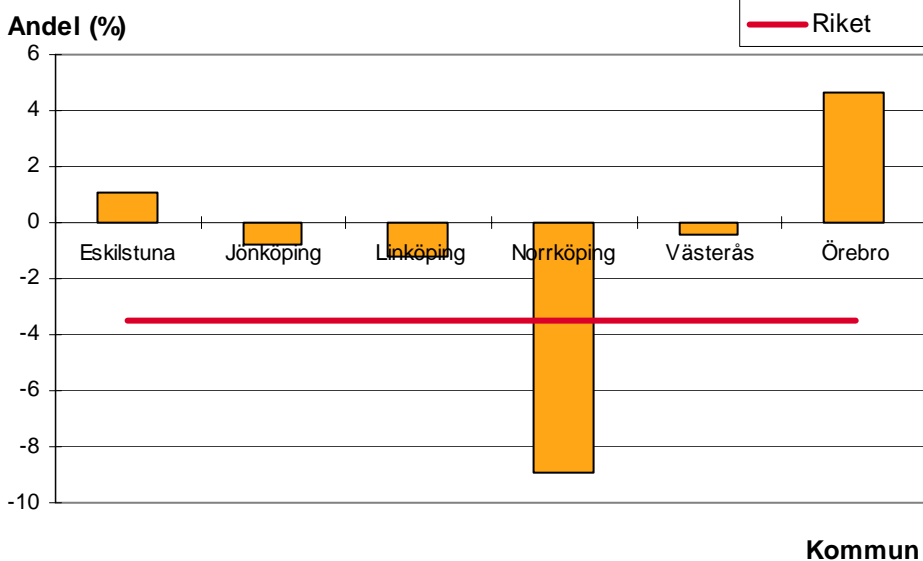 Andel (%)
Riket
6
4
2
0
Eskilstuna Jönköping Linköping Norrköping Västerås Örebro
-2
-4
-6
-8
-10
Kommun